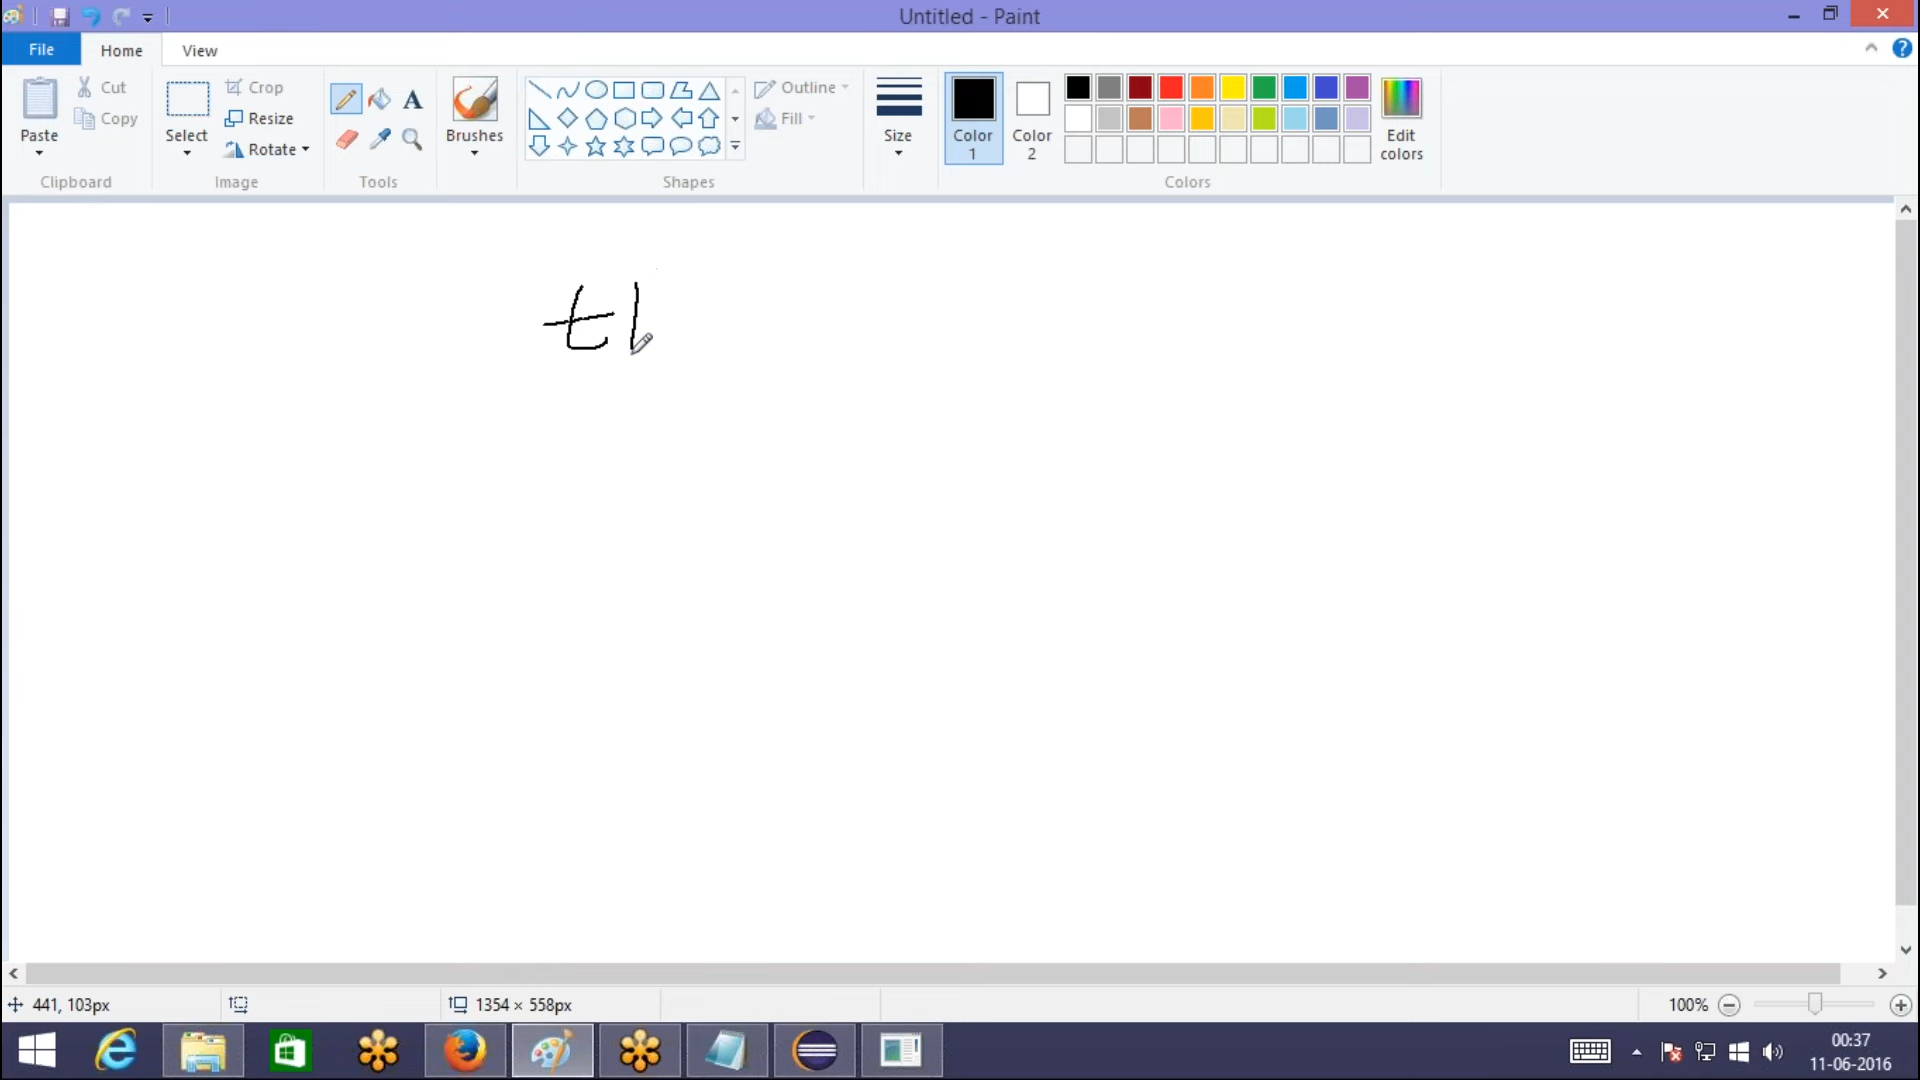 Untitled - Paint
File Home View
Paste
Cut
Copy
Clipboard
Select
Crop
Resize
Rotate
Image
A
Tools
Brushes
Shapes
Outline
Fill
Size
Color 1
Color 2
Edit colors
Colors
tl
441, 103px
1354 × 558px
100%
00:37
11-06-2016